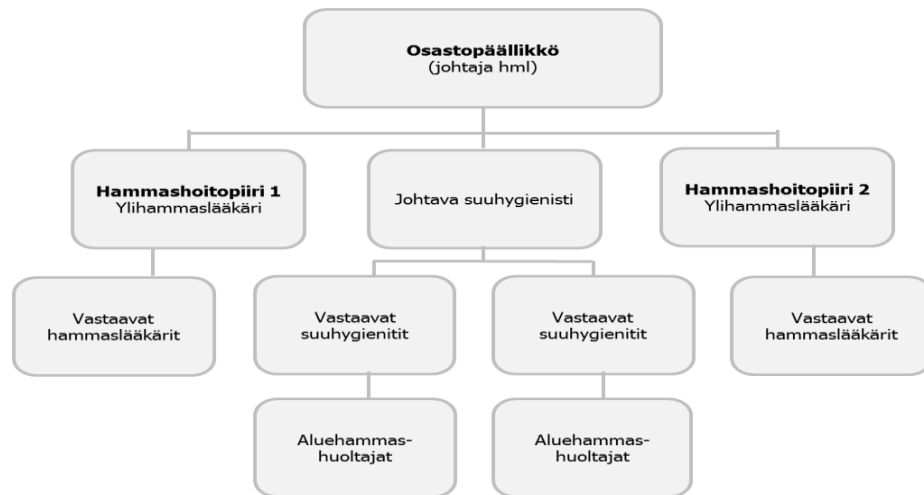 Osastopäällikkö
(johtaja hml)
Hammashoitopiiri 1
Ylihammaslääkäri
Johtava suuhygienisti
Hammashoitopiiri 2
Ylihammaslääkäri
Vastaavat
hammaslääkärit
Vastaavat
suuhygienitit
Vastaavat
suuhygienitit
Vastaavat
hammaslääkärit
Aluehammas-
huoltajat
Aluehammas-
huoltajat